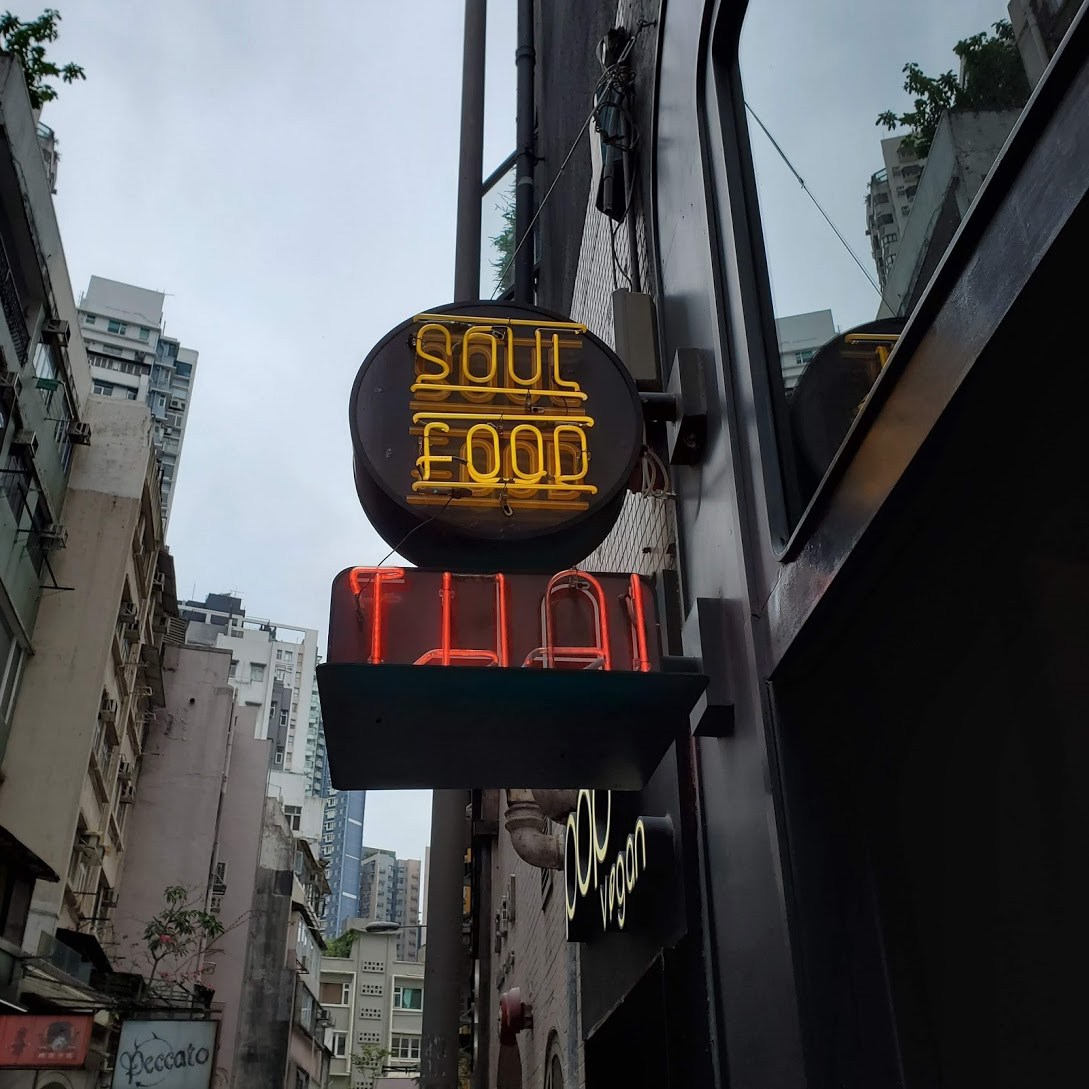 SOUL
FOOD
THAI
vegan
Peccato